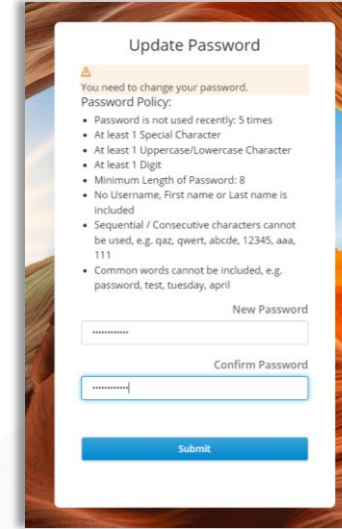 Update Password
You need to change your password.
Password Policy:
• Password is not used recently: 5 times
• At least 1 Special Character
• At least 1 Uppercase/Lowercase Character
• At least 1 Digit
• Minimum Length of Password: 8
• No Username, First name or Last name is
included
• Sequential / Consecutive characters cannot
be used, e.g. qaz, qwert, abcde, 12345, aaa,
111
• Common words cannot be included, e.g.
password, test, tuesday, april
New Password
••••••••••••
Confirm Password
••••••••••••
Submit